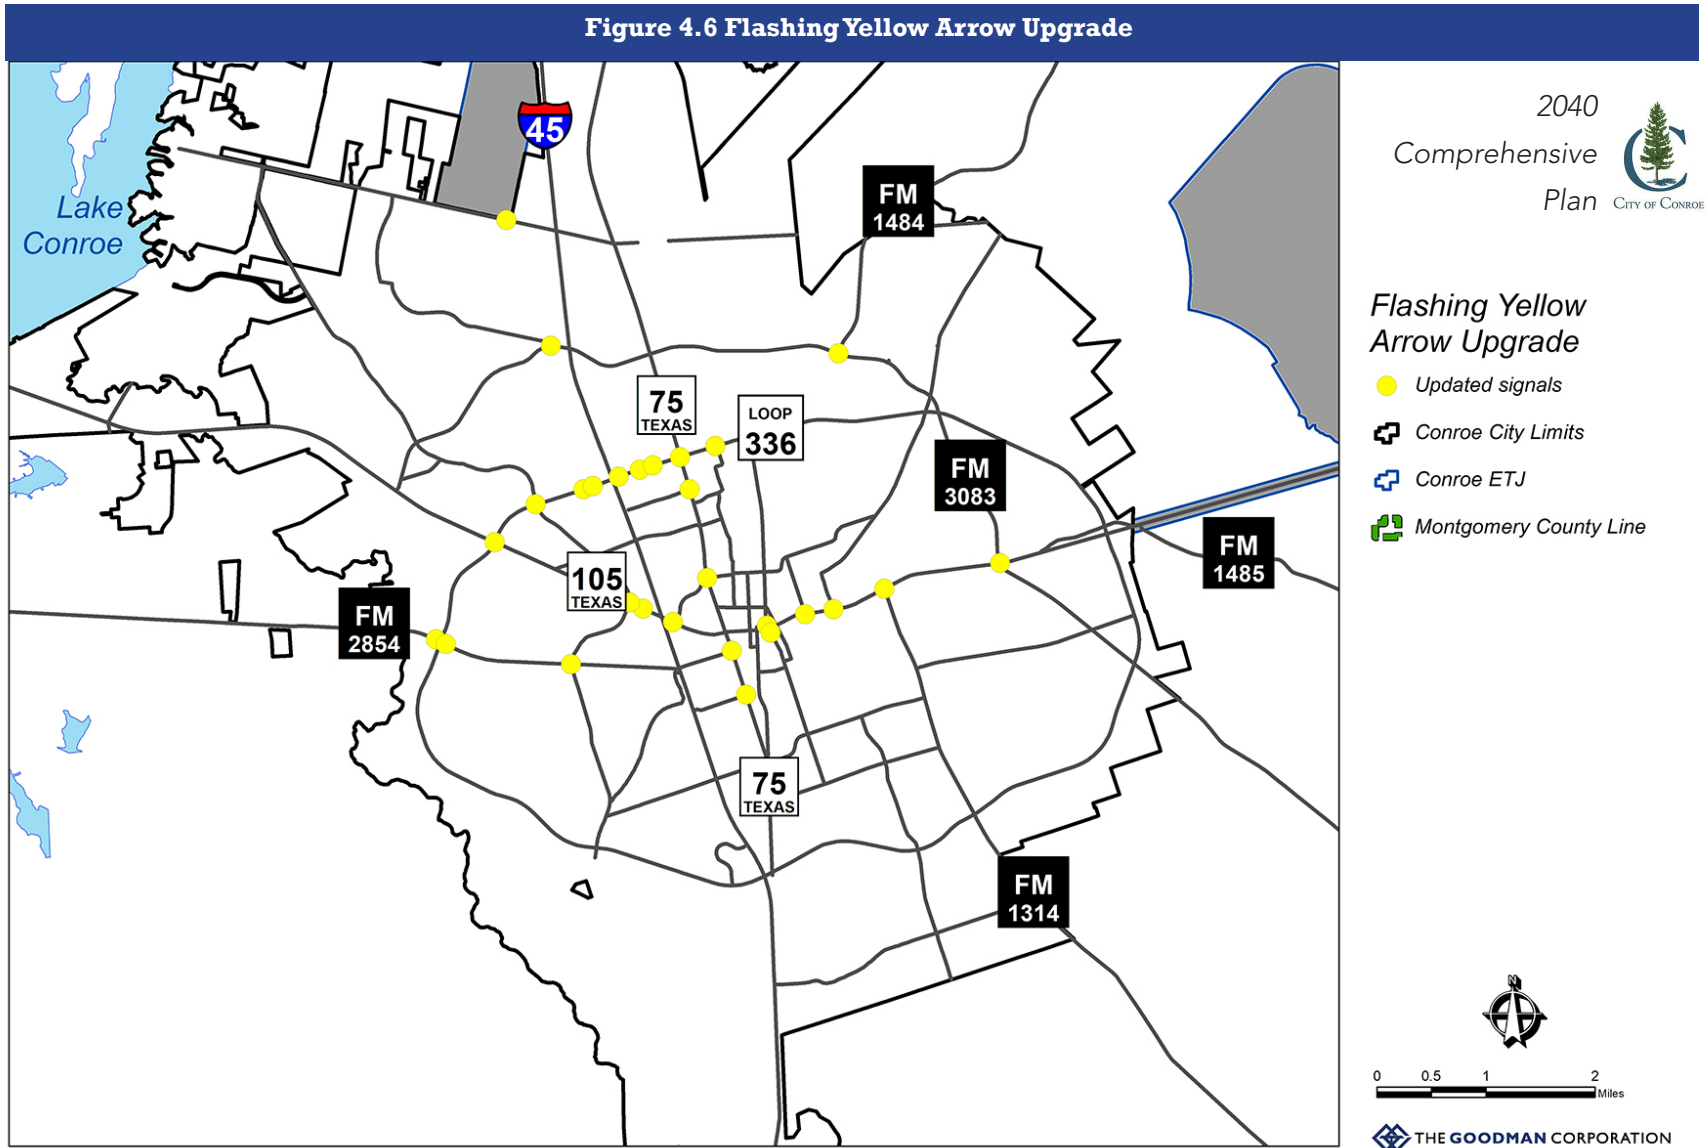 Figure 4.6 Flashing Yellow Arrow Upgrade
2040
Comprehensive
Plan
CITY OF CONROE
Lake
Conroe
45
FM
1484
75
TEXAS
LOOP
336
FM
3083
FM
1485
105
TEXAS
FM
2854
75
TEXAS
FM
1314
Flashing Yellow
Arrow Upgrade
Updated signals
Conroe City Limits
Conroe ETJ
Montgomery County Line
N
0 0.5 1 2
Miles
THE GOODMAN CORPORATION